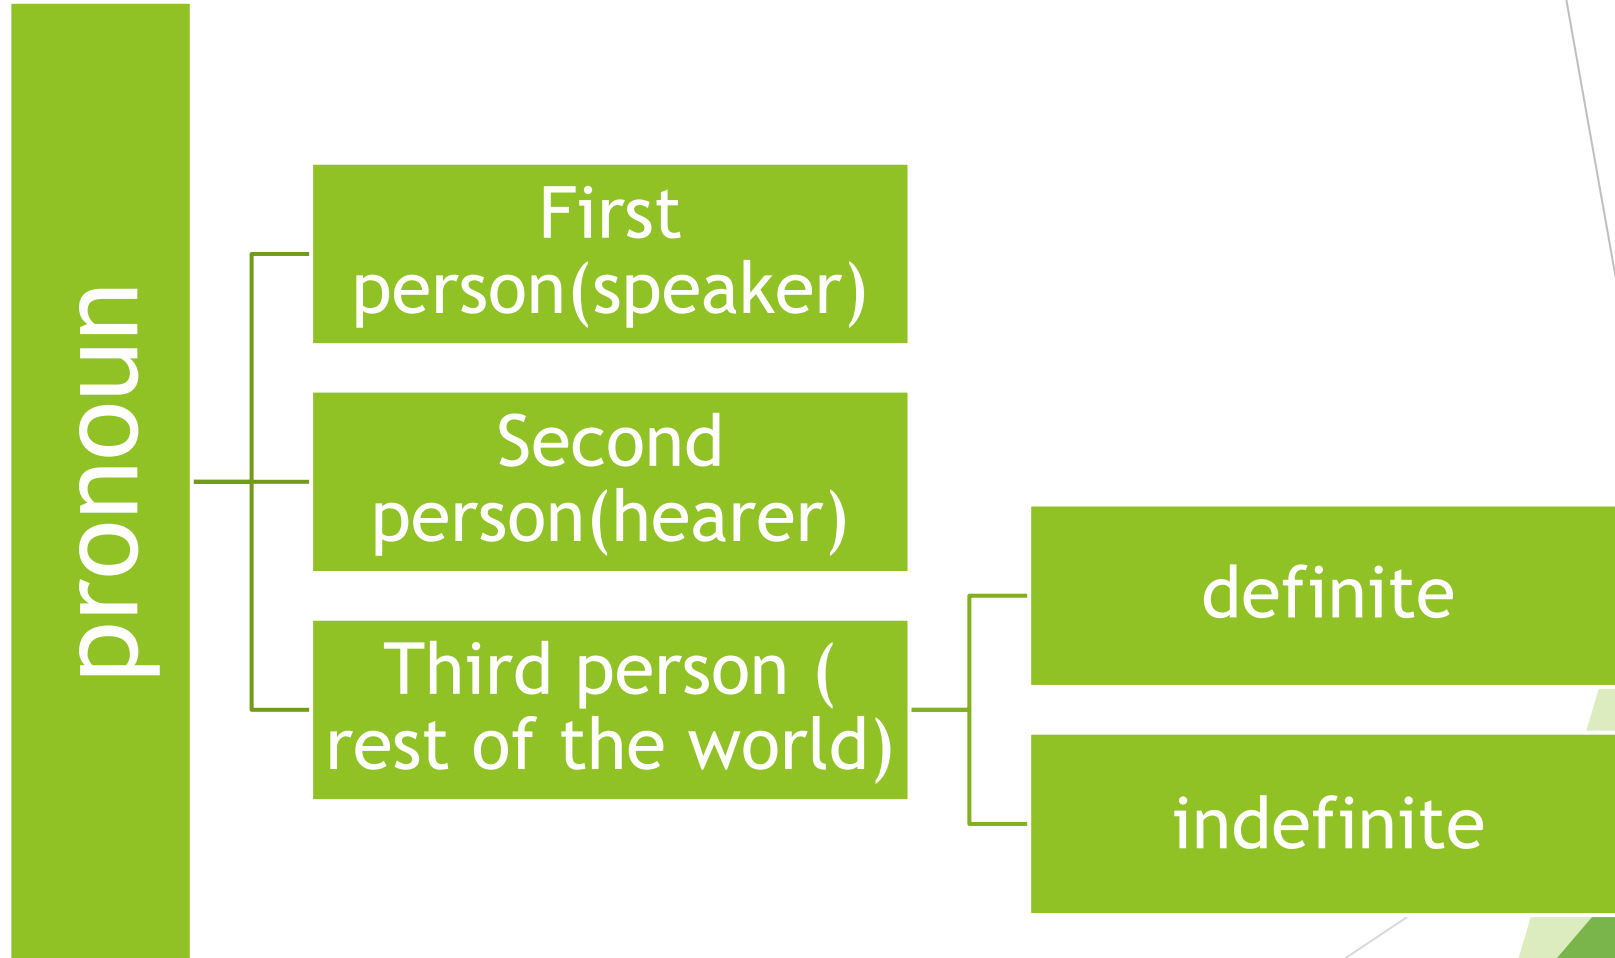 pronoun
First
person(speaker)
Second
person(hearer)
Third person (
rest of the world)
definite
indefinite